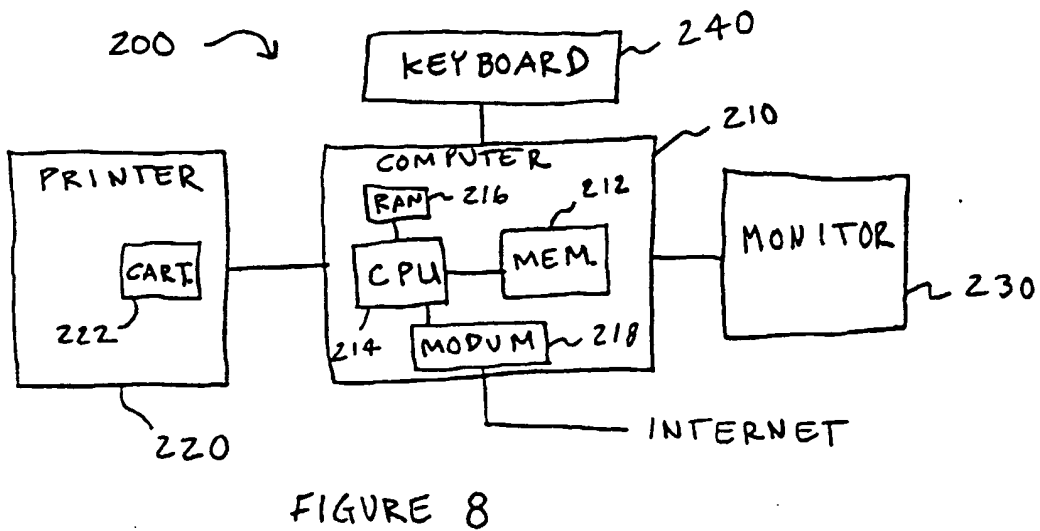 200
KEYBOARD
240
210
PRINTER
COMPUTER
RAN
216
212
CART.
CPU
MEM.
MONITOR
222
214
MODUM
218
230
220
INTERNET
FIGURE 8